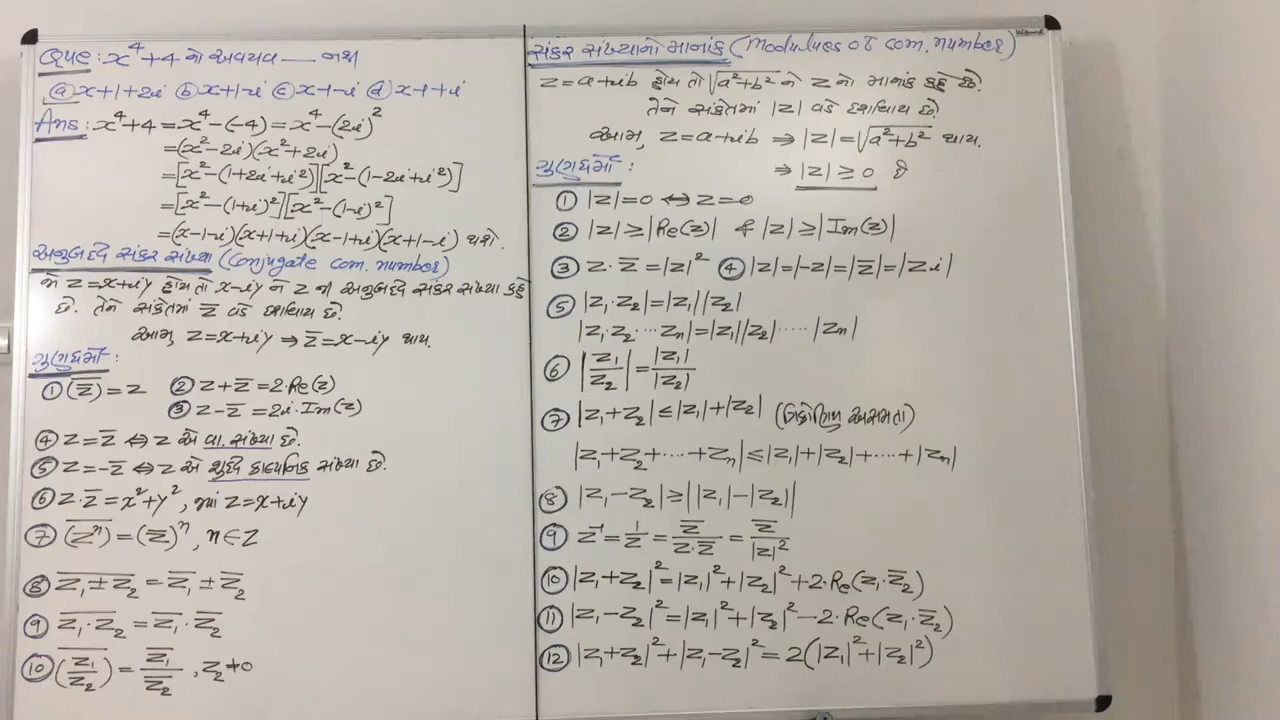 Que: x⁴+4 નો અવયવ ___ નથી
ⓐ x+1+2i ⓑ x+1-i ⓒ x-1-i ⓓ x-1+i
Ans: x⁴+4 = x⁴-(-4) = x⁴-(2i)²
=(x²-2i)(x²+2i)
=[x²-(1+2i+i²)][x²-(1-2i+i²)]
=[x²-(1+i)²][x²-(1-i)²]
=(x-1-i)(x+1+i)(x-1+i)(x+1-i) થશે.
અનુબદ્ધ સંકર સંખ્યા (Conjugate com. number)
જો z=x+iy હોય તો x-iy ને z ની અનુબદ્ધ સંકર સંખ્યા કહે
છે. તેને સંકેતમાં z̅ વડે દર્શાવાય છે.
આમ, z=x+iy ⇒ z̅=x-iy થાય.
ગુણધર્મો :
① (z̅)̅ = z ② z+z̅=2·Re(z)
③ z-z̅=2i·Im(z)
④ z=z̅ ⇔ z એ વા. સંખ્યા છે.
⑤ z=-z̅ ⇔ z એ શુદ્ધ કાલ્પનિક સંખ્યા છે.
⑥ z·z̅=x²+y², જ્યાં z=x+iy
⑦ \overline{(zⁿ)} = (z̅)ⁿ, n∈Z
⑧ \overline{z₁±z₂} = z̅₁ ± z̅₂
⑨ \overline{z₁·z₂} = z̅₁·z̅₂
⑩ \overline{(z₁/z₂)} = z̅₁/z̅₂, z₂≠0
સંકર સંખ્યાનો માનાંક (Modulues of com. number)
z=a+ib હોય તો √(a²+b²) ને z નો માનાંક કહે છે.
તેને સંકેતમાં |z| વડે દર્શાવાય છે.
આમ, z=a+ib ⇒ |z|=√(a²+b²) થાય.
⇒ |z| ≥ 0 છે
ગુણધર્મો :
① |z|=0 ⇔ z=0
② |z| ≥ |Re(z)| & |z| ≥ |Im(z)|
③ z·z̅=|z|² ④ |z|=|-z|=|z̅|=|zi|
⑤ |z₁·z₂|=|z₁||z₂|
|z₁·z₂·····zₙ|=|z₁||z₂|·····|zₙ|
⑥ |z₁/z₂| = |z₁|/|z₂|
⑦ |z₁+z₂| ≤ |z₁|+|z₂| (ત્રિકોણિય અસમતા)
|z₁+z₂+····+zₙ| ≤ |z₁|+|z₂|+····+|zₙ|
⑧ |z₁-z₂| ≥ ||z₁|-|z₂||
⑨ z⁻¹ = 1/z = z̅/(z·z̅) = z̅/|z|²
⑩ |z₁+z₂|²=|z₁|²+|z₂|²+2·Re(z₁·z̅₂)
⑪ |z₁-z₂|²=|z₁|²+|z₂|²-2·Re(z₁·z̅₂)
⑫ |z₁+z₂|²+|z₁-z₂|²=2(|z₁|²+|z₂|²)